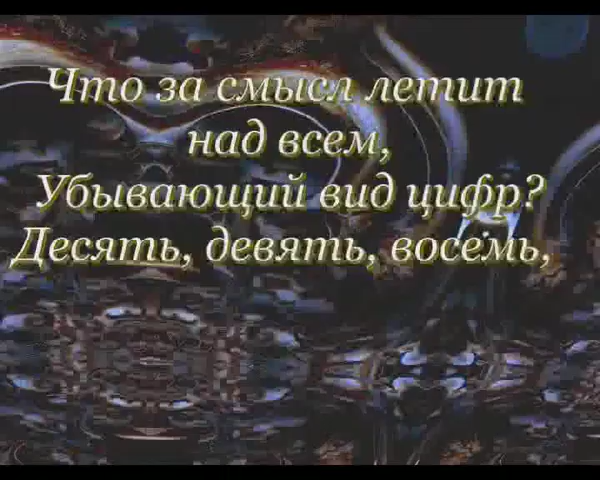 Что за смысл летит
над всем,
Убывающий вид цифр?
Десять, девять, восемь,